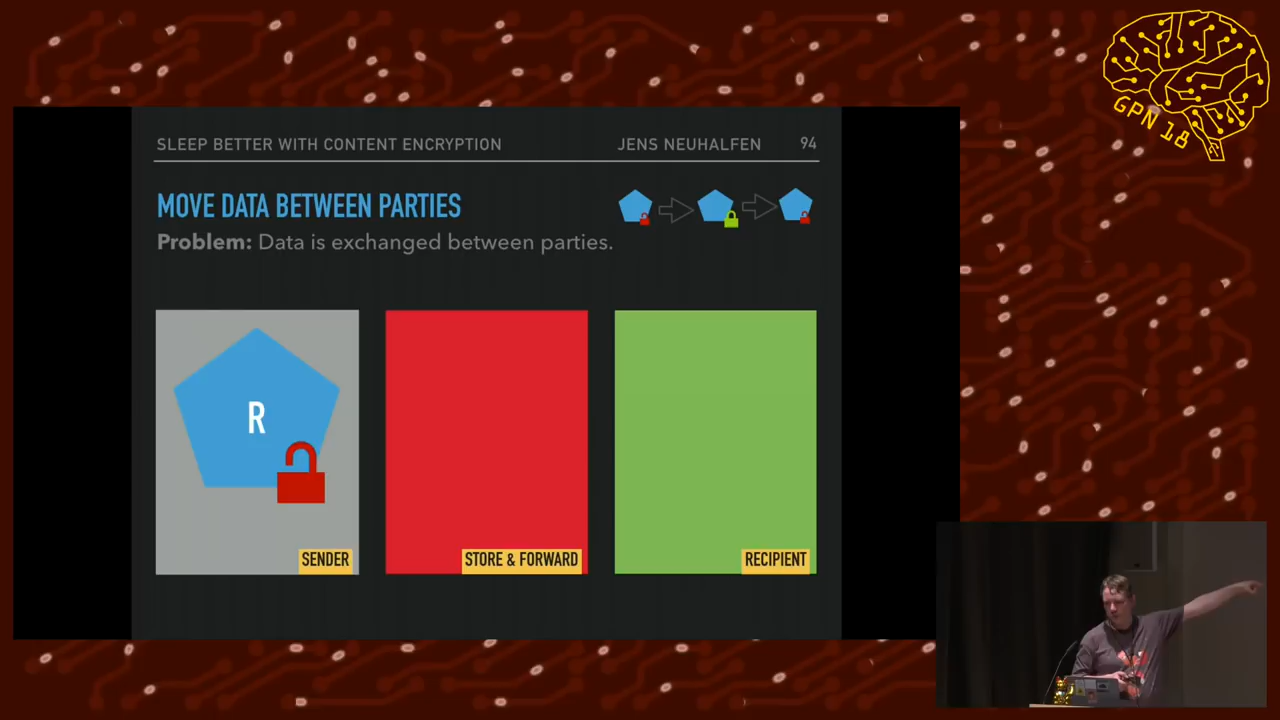 SLEEP BETTER WITH CONTENT ENCRYPTION JENS NEUHALFEN 94
MOVE DATA BETWEEN PARTIES
Problem: Data is exchanged between parties.
R
SENDER
STORE & FORWARD
RECIPIENT
GPN 18